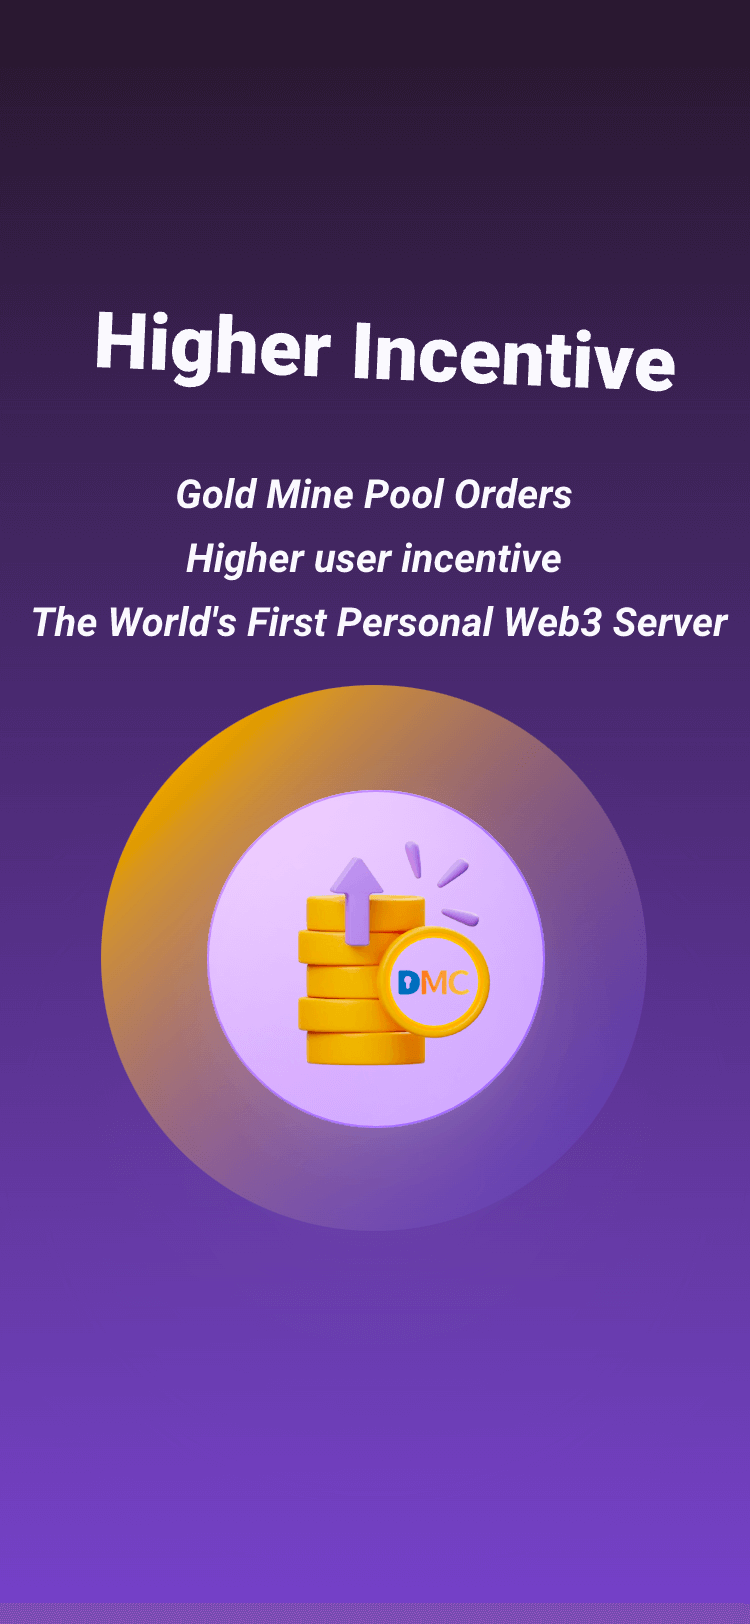 Higher Incentive
Gold Mine Pool Orders
Higher user incentive
The World's First Personal Web3 Server
DMC